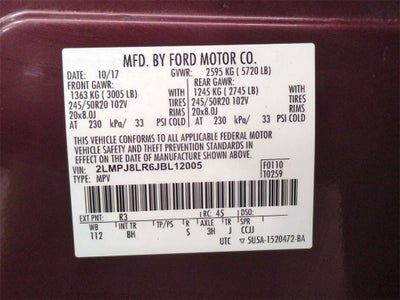 MFD. BY FORD MOTOR CO.
DATE: 10/17 GVWR: 2595 KG ( 5720 LB)
FRONT GAWR: REAR GAWR:
1363 KG ( 3005 LB) WITH 1245 KG ( 2745 LB) WITH
245/50R20 102V TIRES 245/50R20 102V TIRES
20x8.0J RIMS 20x8.0J RIMS
AT 230 kPa/ 33 PSI COLD AT 230 kPa/ 33 PSI COLD
THIS VEHICLE CONFORMS TO ALL APPLICABLE FEDERAL MOTOR
VEHICLE SAFETY AND THEFT PREVENTION STANDARDS IN EFFECT
ON THE DATE OF MANUFACTURE SHOWN ABOVE.
VIN: 2LMPJ8LR6JBL12005 F0110
TYPE: MPV T0259
EXT PNT: R3 RC: 45 DSO:
WB INT TR TP/PS R AXLE TR SPR
112 BH S 3H J CCJJ
UTC 5U5A-1520472-BA